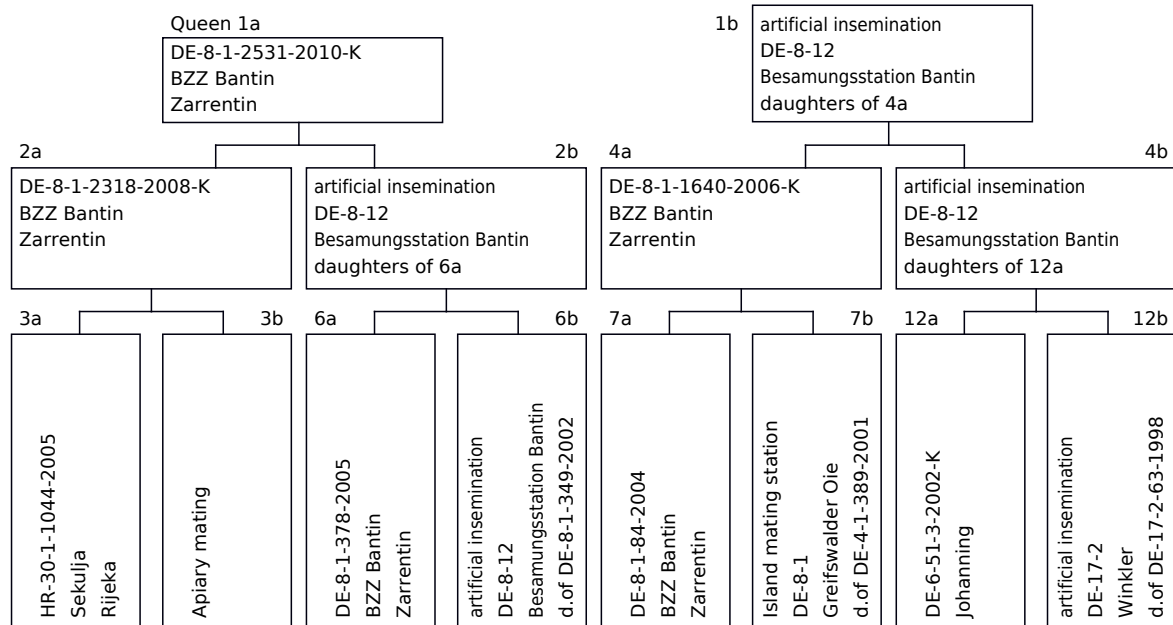 Queen 1a
DE-8-1-2531-2010-K
BZZ Bantin
Zarrentin
1b
artificial insemination
DE-8-12
Besamungsstation Bantin
daughters of 4a
2a
DE-8-1-2318-2008-K
BZZ Bantin
Zarrentin
2b
artificial insemination
DE-8-12
Besamungsstation Bantin
daughters of 6a
4a
DE-8-1-1640-2006-K
BZZ Bantin
Zarrentin
4b
artificial insemination
DE-8-12
Besamungsstation Bantin
daughters of 12a
3a
HR-30-1-1044-2005
Sekulja
Rijeka
3b
Apiary mating
6a
DE-8-1-378-2005
BZZ Bantin
Zarrentin
6b
artificial insemination
DE-8-12
Besamungsstation Bantin
d.of DE-8-1-349-2002
7a
DE-8-1-84-2004
BZZ Bantin
Zarrentin
7b
Island mating station
DE-8-1
Greifswalder Oie
d.of DE-4-1-389-2001
12a
DE-6-51-3-2002-K
Johanning
12b
artificial insemination
DE-17-2
Winkler
d.of DE-17-2-63-1998